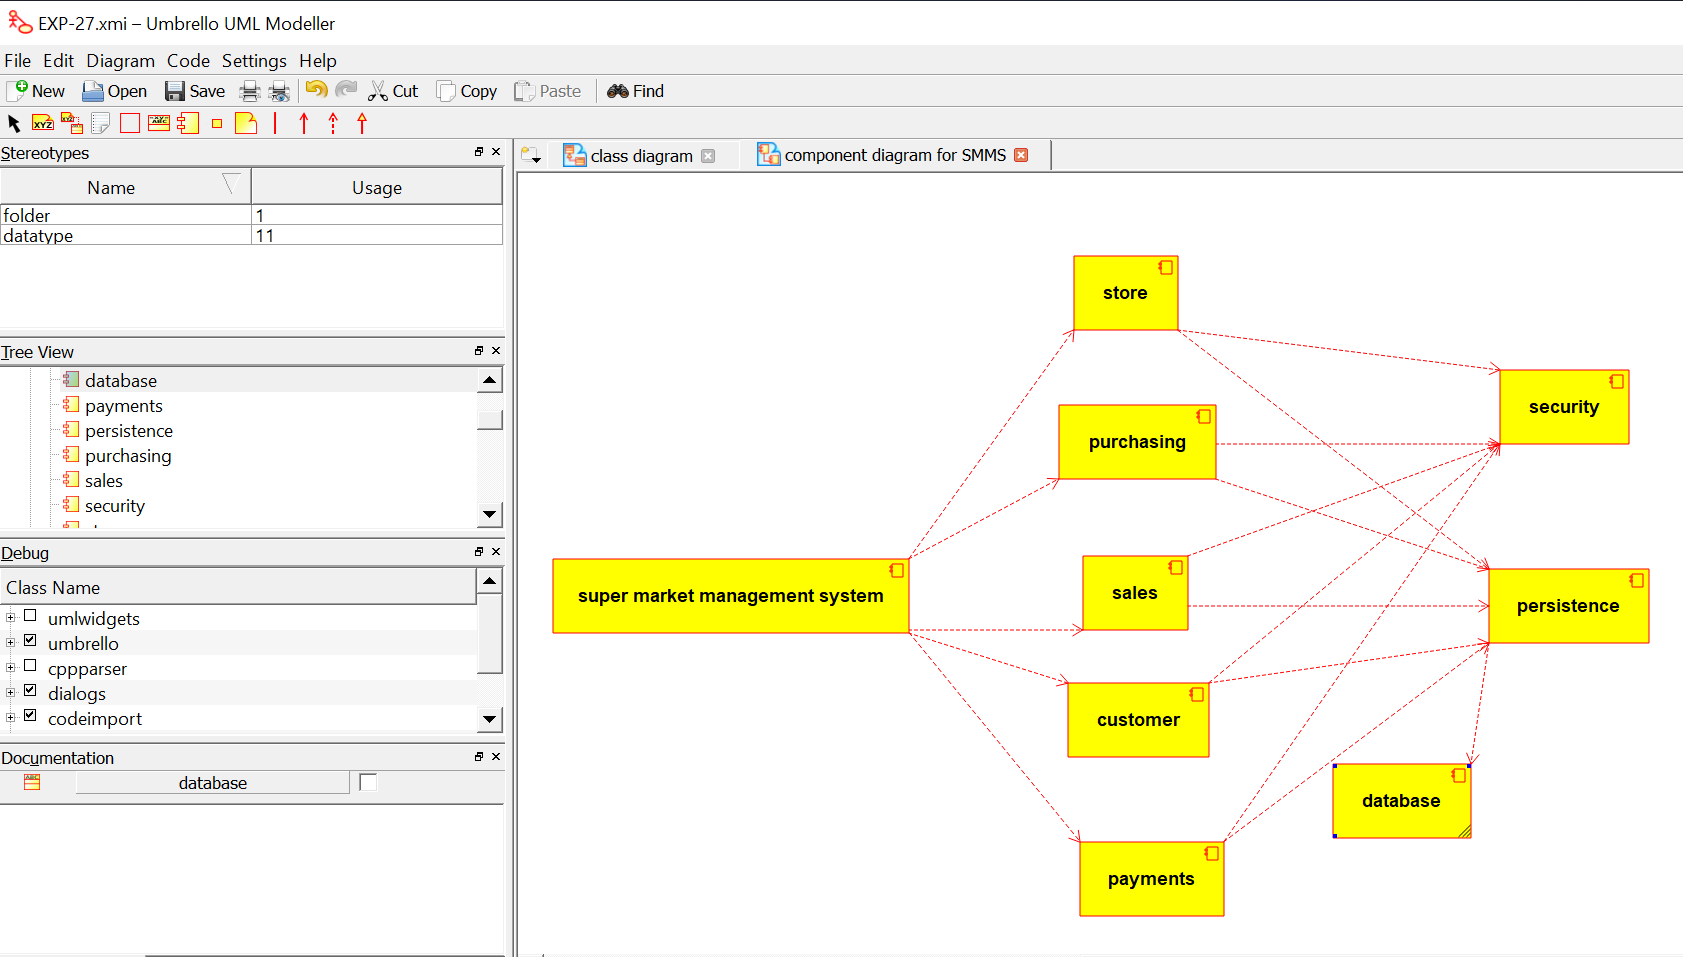 EXP-27.xmi – Umbrello UML Modeller
File Edit Diagram Code Settings Help
New Open Save Cut Copy Paste Find
XYZ
Stereotypes
Name Usage
folder 1
datatype 11
Tree View
database
payments
persistence
purchasing
sales
security
Debug
Class Name
umlwidgets
umbrello
cppparser
dialogs
codeimport
Documentation
database
class diagram
component diagram for SMMS
store
security
purchasing
super market management system
sales
persistence
customer
database
payments